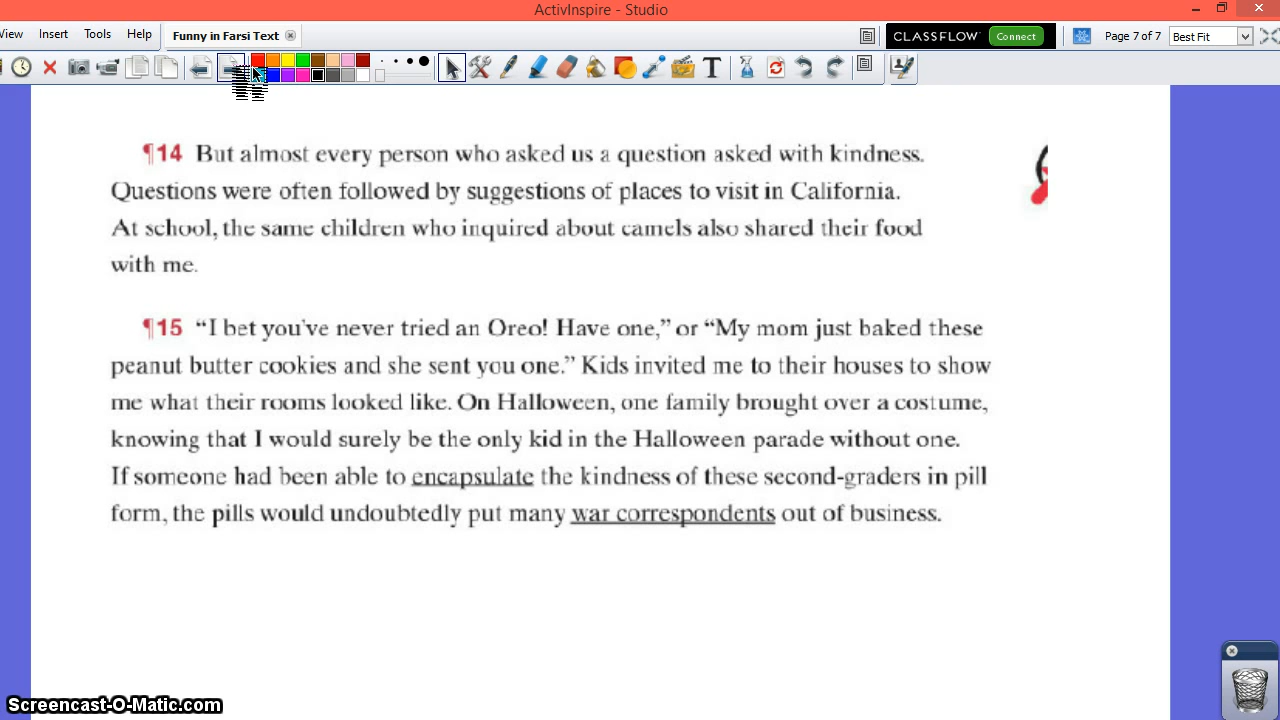 ActivInspire - Studio
View Insert Tools Help Funny in Farsi Text CLASSFLOW Connect Page 7 of 7 Best Fit
T
¶14 But almost every person who asked us a question asked with kindness.
Questions were often followed by suggestions of places to visit in California.
At school, the same children who inquired about camels also shared their food
with me.
¶15 “I bet you’ve never tried an Oreo! Have one,” or “My mom just baked these
peanut butter cookies and she sent you one.” Kids invited me to their houses to show
me what their rooms looked like. On Halloween, one family brought over a costume,
knowing that I would surely be the only kid in the Halloween parade without one.
If someone had been able to encapsulate the kindness of these second-graders in pill
form, the pills would undoubtedly put many war correspondents out of business.
Screencast-O-Matic.com